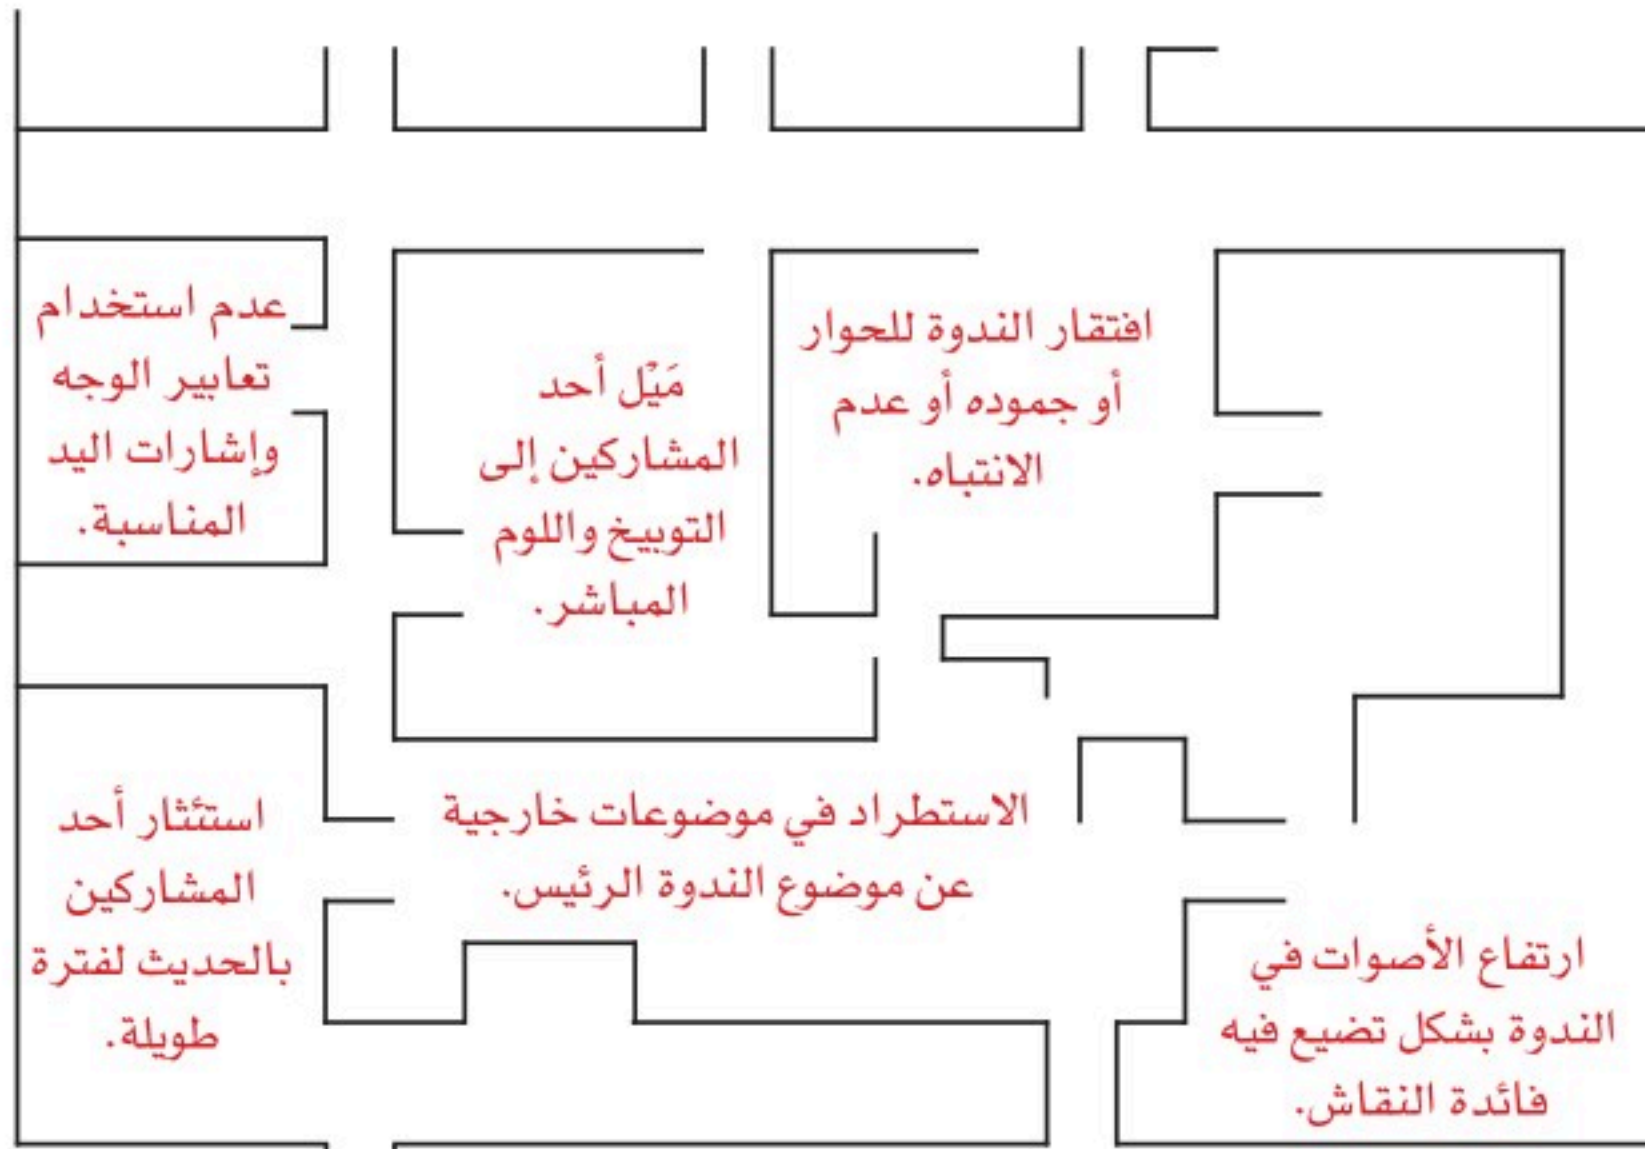 افتقار الندوة للحوار
أو جموده أو عدم
الانتباه.
مَيْل أحد
المشاركين إلى
التوبيخ واللوم
المباشر.
عدم استخدام
تعابير الوجه
وإشارات اليد
المناسبة.
ارتفاع الأصوات في
الندوة بشكل تضيع فيه
فائدة النقاش.
الاستطراد في موضوعات خارجية
عن موضوع الندوة الرئيس.
استئثار أحد
المشاركين
بالحديث لفترة
طويلة.